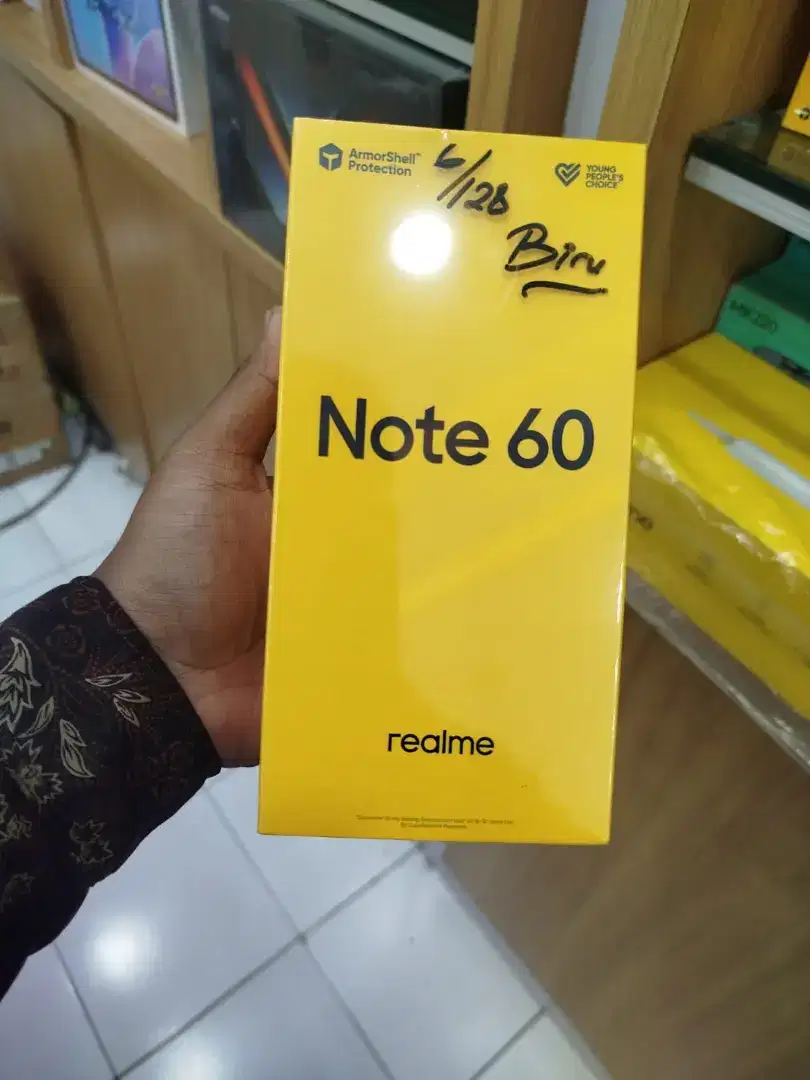 ArmorShell™
Protection
6/128
YOUNG
PEOPLE'S
CHOICE
Biru
Note 60
realme